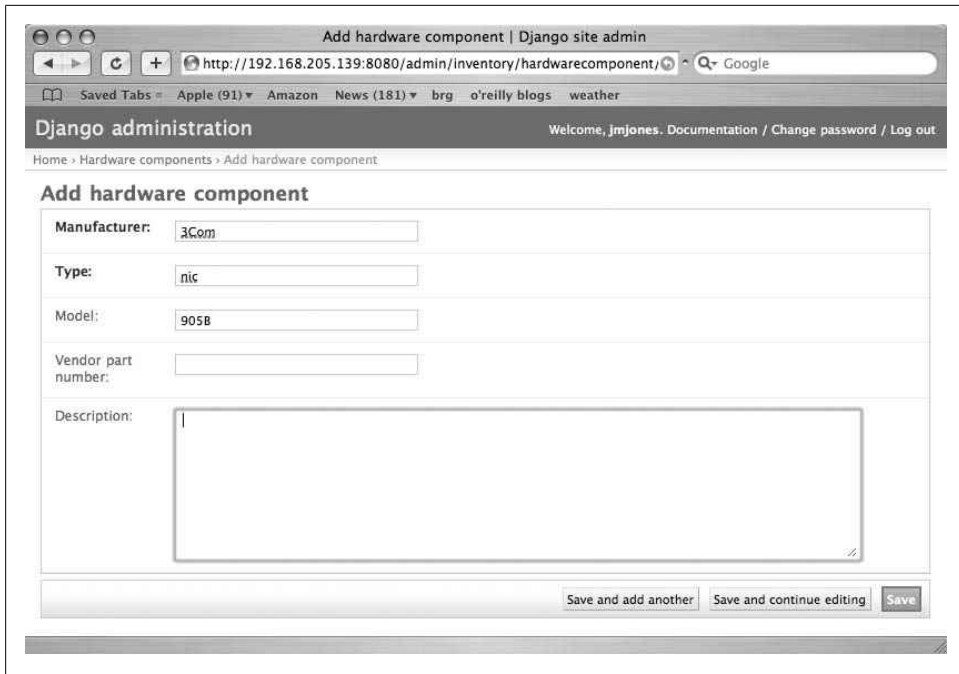 Add hardware component | Django site admin
http://192.168.205.139:8080/admin/inventory/hardwarecomponent/
Google
Saved Tabs
Apple (91)
Amazon
News (181)
brg
o'reilly blogs
weather
Django administration
Welcome, jmjones. Documentation / Change password / Log out
Home › Hardware components › Add hardware component
Add hardware component
Manufacturer:
3Com
Type:
nic
Model:
905B
Vendor part
number:
Description:
Save and add another
Save and continue editing
Save